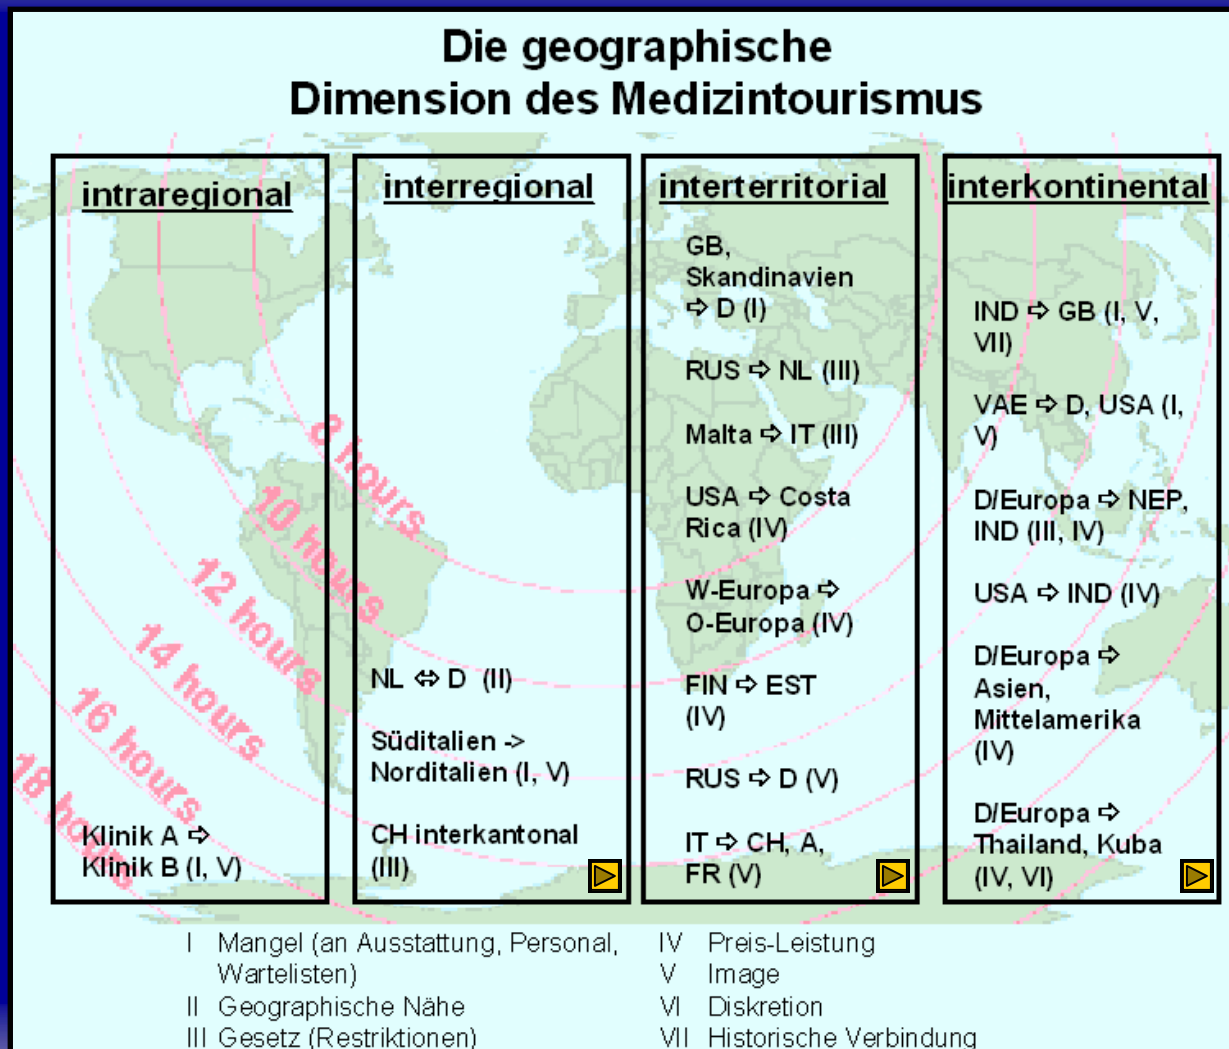 Die geographische
Dimension des Medizintourismus
intraregional
Klinik A ⇨
Klinik B (I, V)
interregional
NL ⇔ D (II)
Süditalien ->
Norditalien (I, V)
CH interkantonal
(III)
interterritorial
GB,
Skandinavien
⇨ D (I)
RUS ⇨ NL (III)
Malta ⇨ IT (III)
USA ⇨ Costa
Rica (IV)
W-Europa ⇨
O-Europa (IV)
FIN ⇨ EST
(IV)
RUS ⇨ D (V)
IT ⇨ CH, A,
FR (V)
interkontinental
IND ⇨ GB (I, V,
VII)
VAE ⇨ D, USA (I,
V)
D/Europa ⇨ NEP,
IND (III, IV)
USA ⇨ IND (IV)
D/Europa ⇨
Asien,
Mittelamerika
(IV)
D/Europa ⇨
Thailand, Kuba
(IV, VI)
8 hours
10 hours
12 hours
14 hours
16 hours
18 hours
I Mangel (an Ausstattung, Personal,
Wartelisten)
II Geographische Nähe
III Gesetz (Restriktionen)
IV Preis-Leistung
V Image
VI Diskretion
VII Historische Verbindung